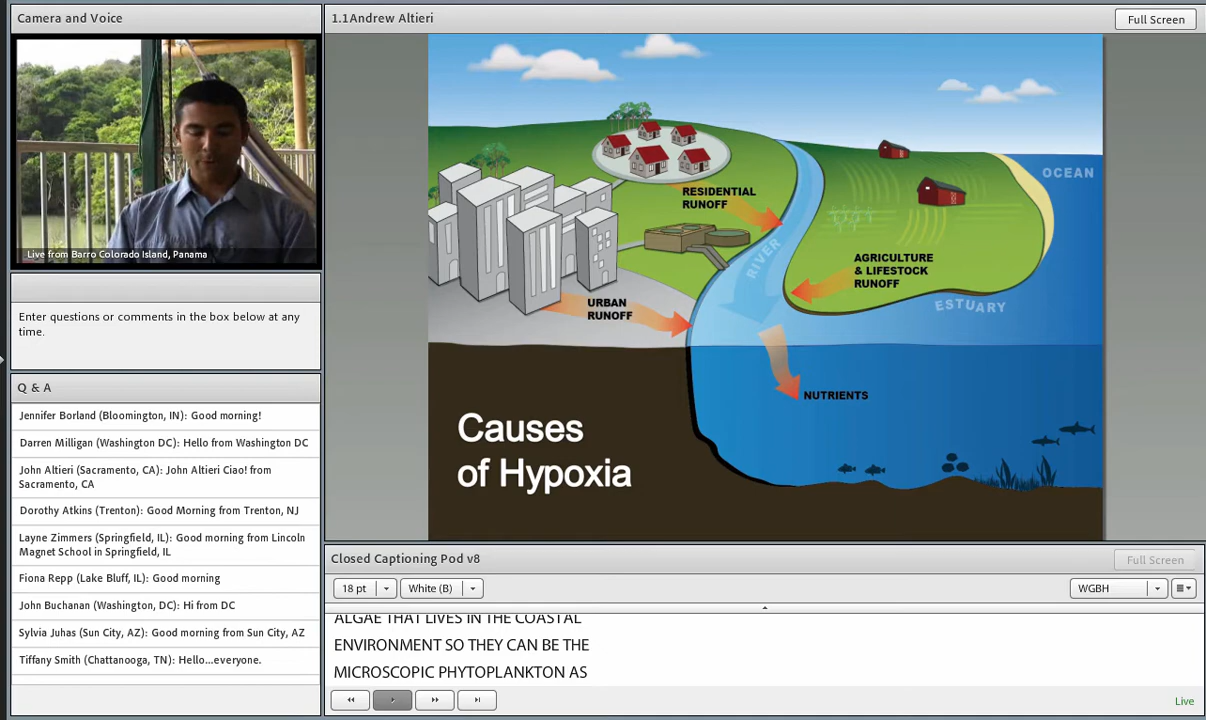 Camera and Voice
Live from Barro Colorado Island, Panama
Enter questions or comments in the box below at any
time.
Q & A
Jennifer Borland (Bloomington, IN): Good morning!
Darren Milligan (Washington DC): Hello from Washington DC
John Altieri (Sacramento, CA): John Altieri Ciao! from
Sacramento, CA
Dorothy Atkins (Trenton): Good Morning from Trenton, NJ
Layne Zimmers (Springfield, IL): Good morning from Lincoln
Magnet School in Springfield, IL
Fiona Repp (Lake Bluff, IL): Good morning
John Buchanan (Washington, DC): Hi from DC
Sylvia Juhas (Sun City, AZ): Good morning from Sun City, AZ
Tiffany Smith (Chattanooga, TN): Hello...everyone.
1.1Andrew Altieri
Full Screen
OCEAN
RESIDENTIAL
RUNOFF
RIVER
AGRICULTURE
& LIFESTOCK
RUNOFF
URBAN
RUNOFF
ESTUARY
NUTRIENTS
Causes
of Hypoxia
Closed Captioning Pod v8
Full Screen
18 pt
White (B)
WGBH
ALGAE THAT LIVES IN THE COASTAL
ENVIRONMENT SO THEY CAN BE THE
MICROSCOPIC PHYTOPLANKTON AS
Live